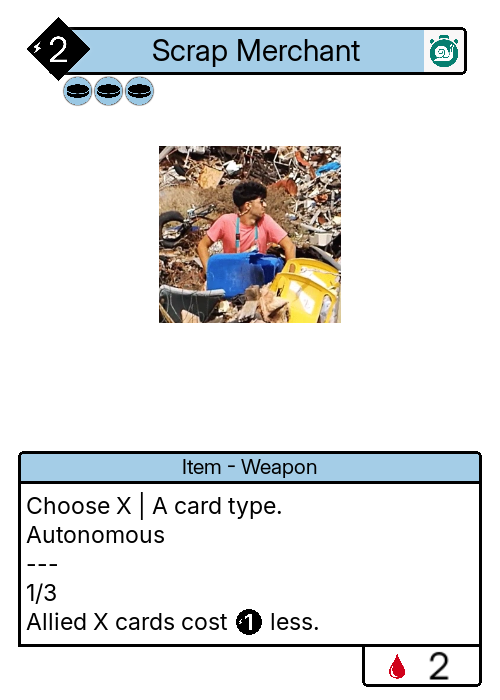 2
Scrap Merchant
Item - Weapon
Choose X | A card type.
Autonomous
---
1/3
Allied X cards cost 1 less.
2